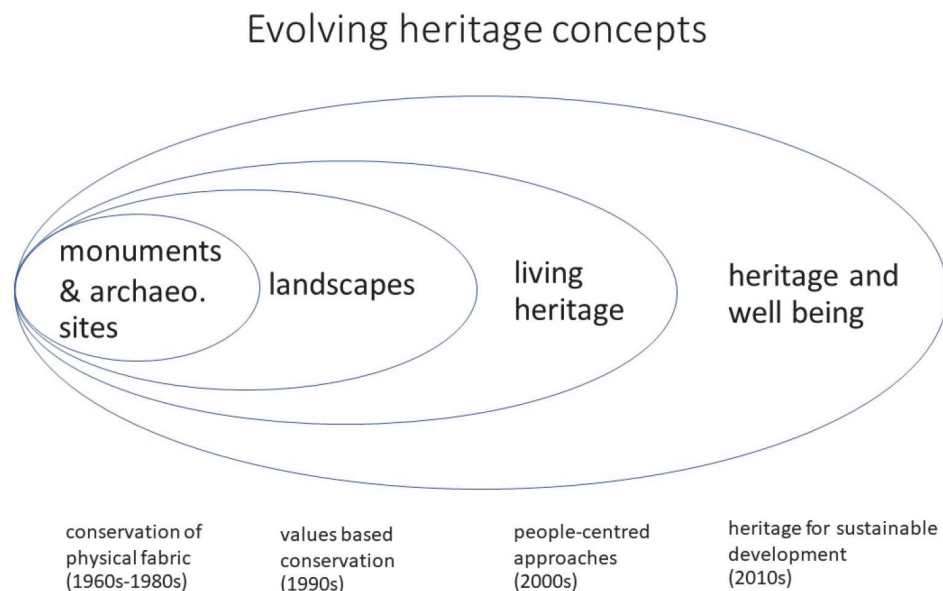 Evolving heritage concepts
monuments
& archaeo.
sites
landscapes
living
heritage
heritage and
well being
conservation of
physical fabric
(1960s-1980s)
values based
conservation
(1990s)
people-centred
approaches
(2000s)
heritage for sustainable
development
(2010s)